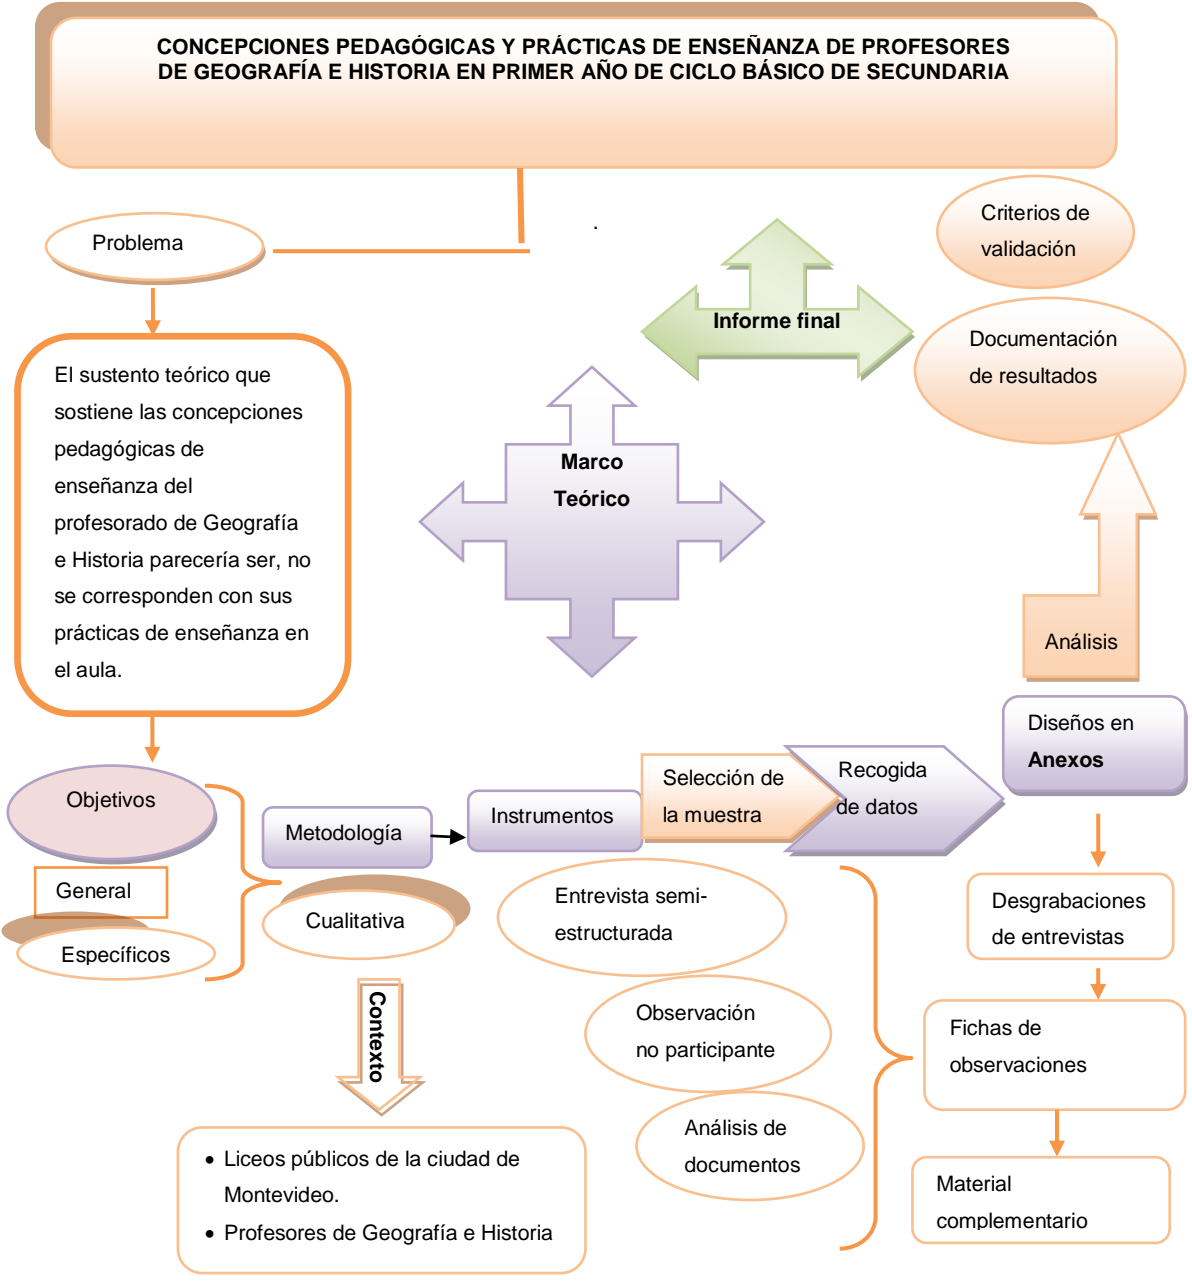 CONCEPCIONES PEDAGÓGICAS Y PRÁCTICAS DE ENSEÑANZA DE PROFESORES
DE GEOGRAFÍA E HISTORIA EN PRIMER AÑO DE CICLO BÁSICO DE SECUNDARIA
Problema
.
Criterios de
validación
Informe final
Documentación
de resultados
El sustento teórico que
sostiene las concepciones
pedagógicas de
enseñanza del
profesorado de Geografía
e Historia parecería ser, no
se corresponden con sus
prácticas de enseñanza en
el aula.
Marco
Teórico
Análisis
Diseños en
Anexos
Objetivos
General
Específicos
Metodología
Cualitativa
Instrumentos
Selección de
la muestra
Recogida
de datos
Entrevista semi-
estructurada
Observación
no participante
Análisis de
documentos
Desgrabaciones
de entrevistas
Fichas de
observaciones
Material
complementario
Contexto
• Liceos públicos de la ciudad de
Montevideo.
• Profesores de Geografía e Historia